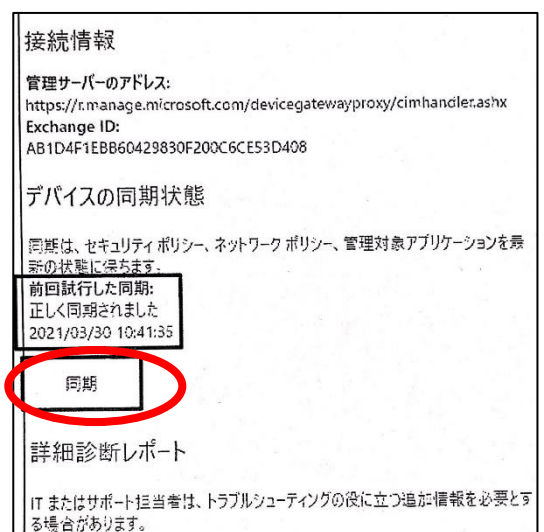 接続情報
管理サーバーのアドレス:
https://r.manage.microsoft.com/devicegatewayproxy/cimhandler.ashx
Exchange ID:
AB1D4F1EBB60429830F200C6CE53D408
デバイスの同期状態
同期は、セキュリティ ポリシー、ネットワーク ポリシー、管理対象アプリケーションを最
新の状態に保ちます。
前回試行した同期:
正しく同期されました
2021/03/30 10:41:35
同期
詳細診断レポート
IT またはサポート担当者は、トラブルシューティングの役に立つ追加情報を必要とす
る場合があります。